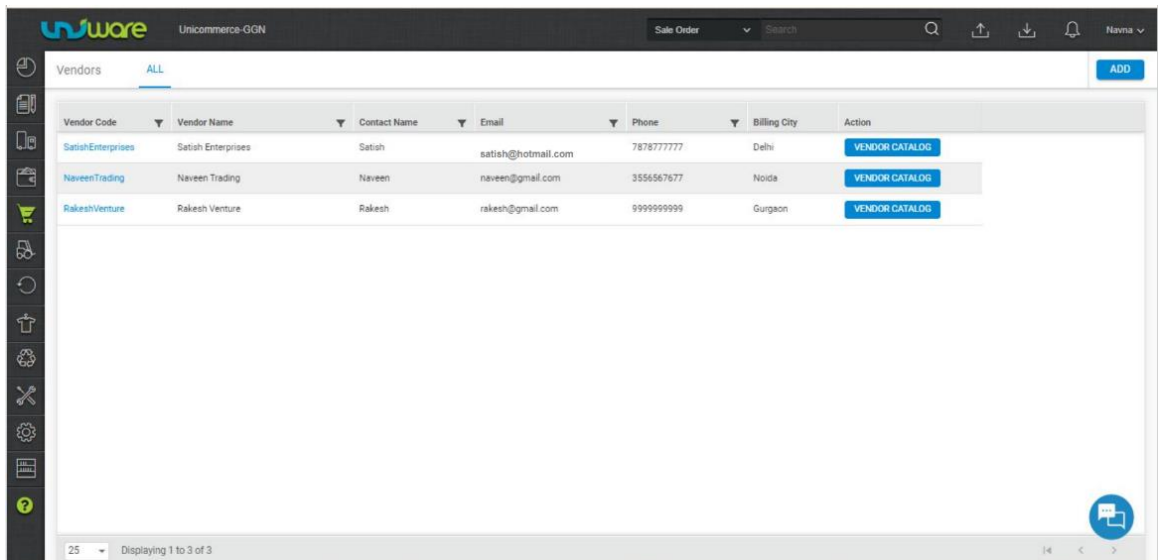 uniware Unicommerce-GGN Sale Order Search Navna
Vendors ALL ADD
Vendor Code Vendor Name Contact Name Email Phone Billing City Action
SatishEnterprises Satish Enterprises Satish satish@hotmail.com 7878777777 Delhi VENDOR CATALOG
NaveenTrading Naveen Trading Naveen naveen@gmail.com 3556567677 Noida VENDOR CATALOG
RakeshVenture Rakesh Venture Rakesh rakesh@gmail.com 9999999999 Gurgaon VENDOR CATALOG
25 Displaying 1 to 3 of 3